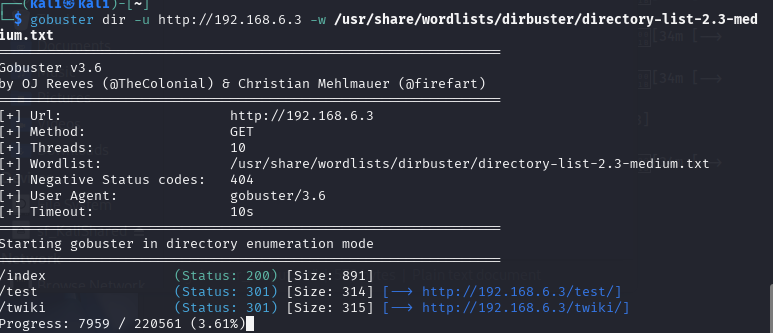 (kali㉿kali)-[~]
$ gobuster dir -u http://192.168.6.3 -w /usr/share/wordlists/dirbuster/directory-list-2.3-med
ium.txt
Gobuster v3.6
by OJ Reeves (@TheColonial) & Christian Mehlmauer (@firefart)
[+] Url: http://192.168.6.3
[+] Method: GET
[+] Threads: 10
[+] Wordlist: /usr/share/wordlists/dirbuster/directory-list-2.3-medium.txt
[+] Negative Status codes: 404
[+] User Agent: gobuster/3.6
[+] Timeout: 10s
Starting gobuster in directory enumeration mode
/index (Status: 200) [Size: 891]
/test (Status: 301) [Size: 314] [--> http://192.168.6.3/test/]
/twiki (Status: 301) [Size: 315] [--> http://192.168.6.3/twiki/]
Progress: 7959 / 220561 (3.61%)